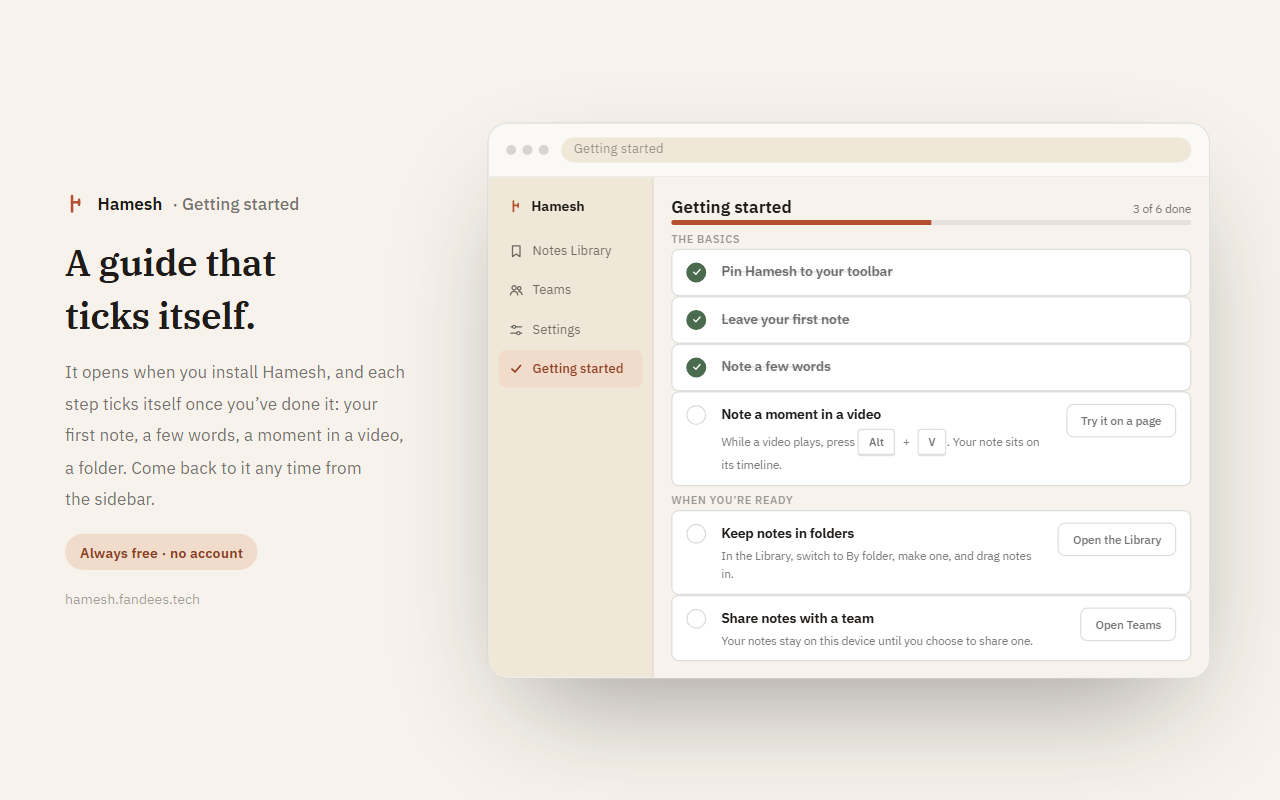 Hamesh · Getting started
A guide that
ticks itself.
It opens when you install Hamesh, and each
step ticks itself once you’ve done it: your
first note, a few words, a moment in a video,
a folder. Come back to it any time from
the sidebar.
Always free · no account
hamesh.fandees.tech
Getting started
Hamesh
Notes Library
Teams
Settings
Getting started
Getting started
3 of 6 done
THE BASICS
Pin Hamesh to your toolbar
Leave your first note
Note a few words
Note a moment in a video
While a video plays, press Alt + V . Your note sits on
its timeline.
Try it on a page
WHEN YOU’RE READY
Keep notes in folders
In the Library, switch to By folder, make one, and drag notes
in.
Open the Library
Share notes with a team
Your notes stay on this device until you choose to share one.
Open Teams